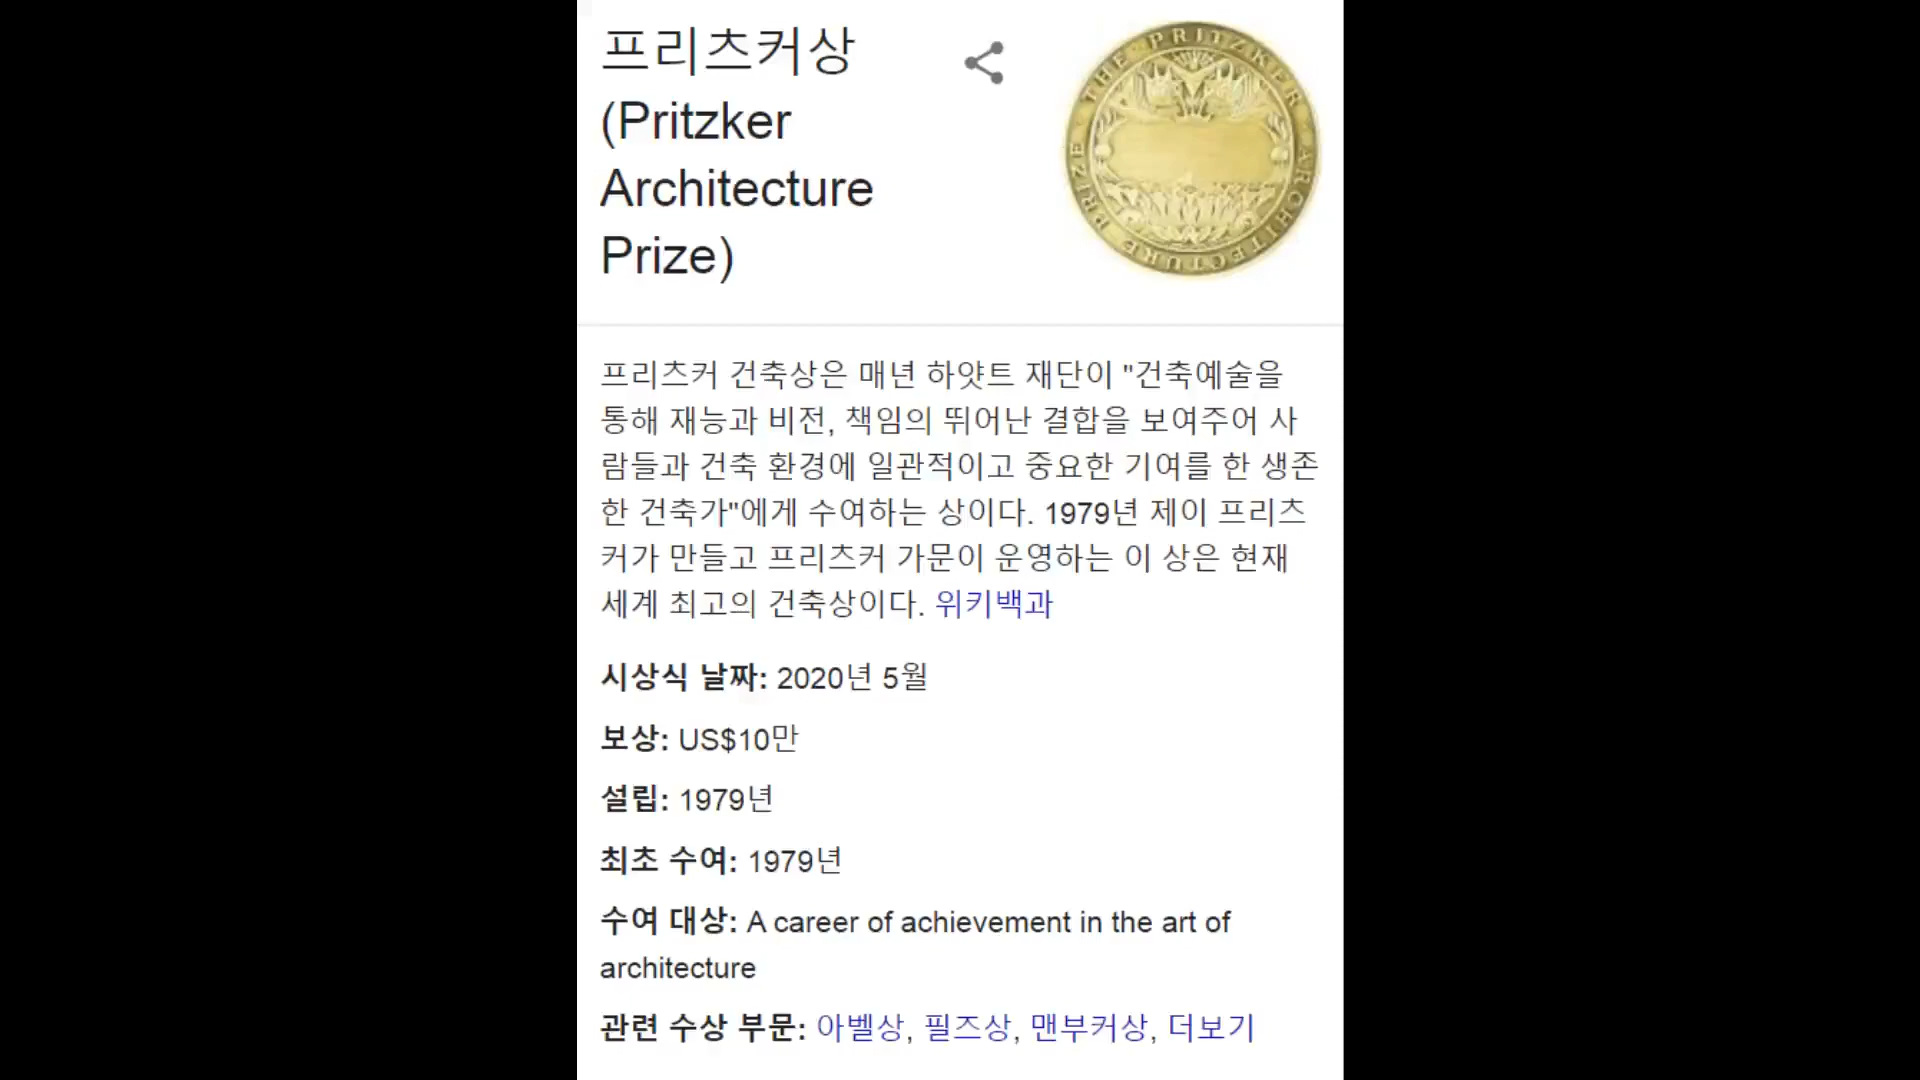 프리츠커상
(Pritzker
Architecture
Prize)
THE PRITZKER ARCHITECTURE PRIZE
프리츠커 건축상은 매년 하얏트 재단이 "건축예술을
통해 재능과 비전, 책임의 뛰어난 결합을 보여주어 사
람들과 건축 환경에 일관적이고 중요한 기여를 한 생존
한 건축가"에게 수여하는 상이다. 1979년 제이 프리츠
커가 만들고 프리츠커 가문이 운영하는 이 상은 현재
세계 최고의 건축상이다. 위키백과
시상식 날짜: 2020년 5월
보상: US$10만
설립: 1979년
최초 수여: 1979년
수여 대상: A career of achievement in the art of
architecture
관련 수상 부문: 아벨상, 필즈상, 맨부커상, 더보기